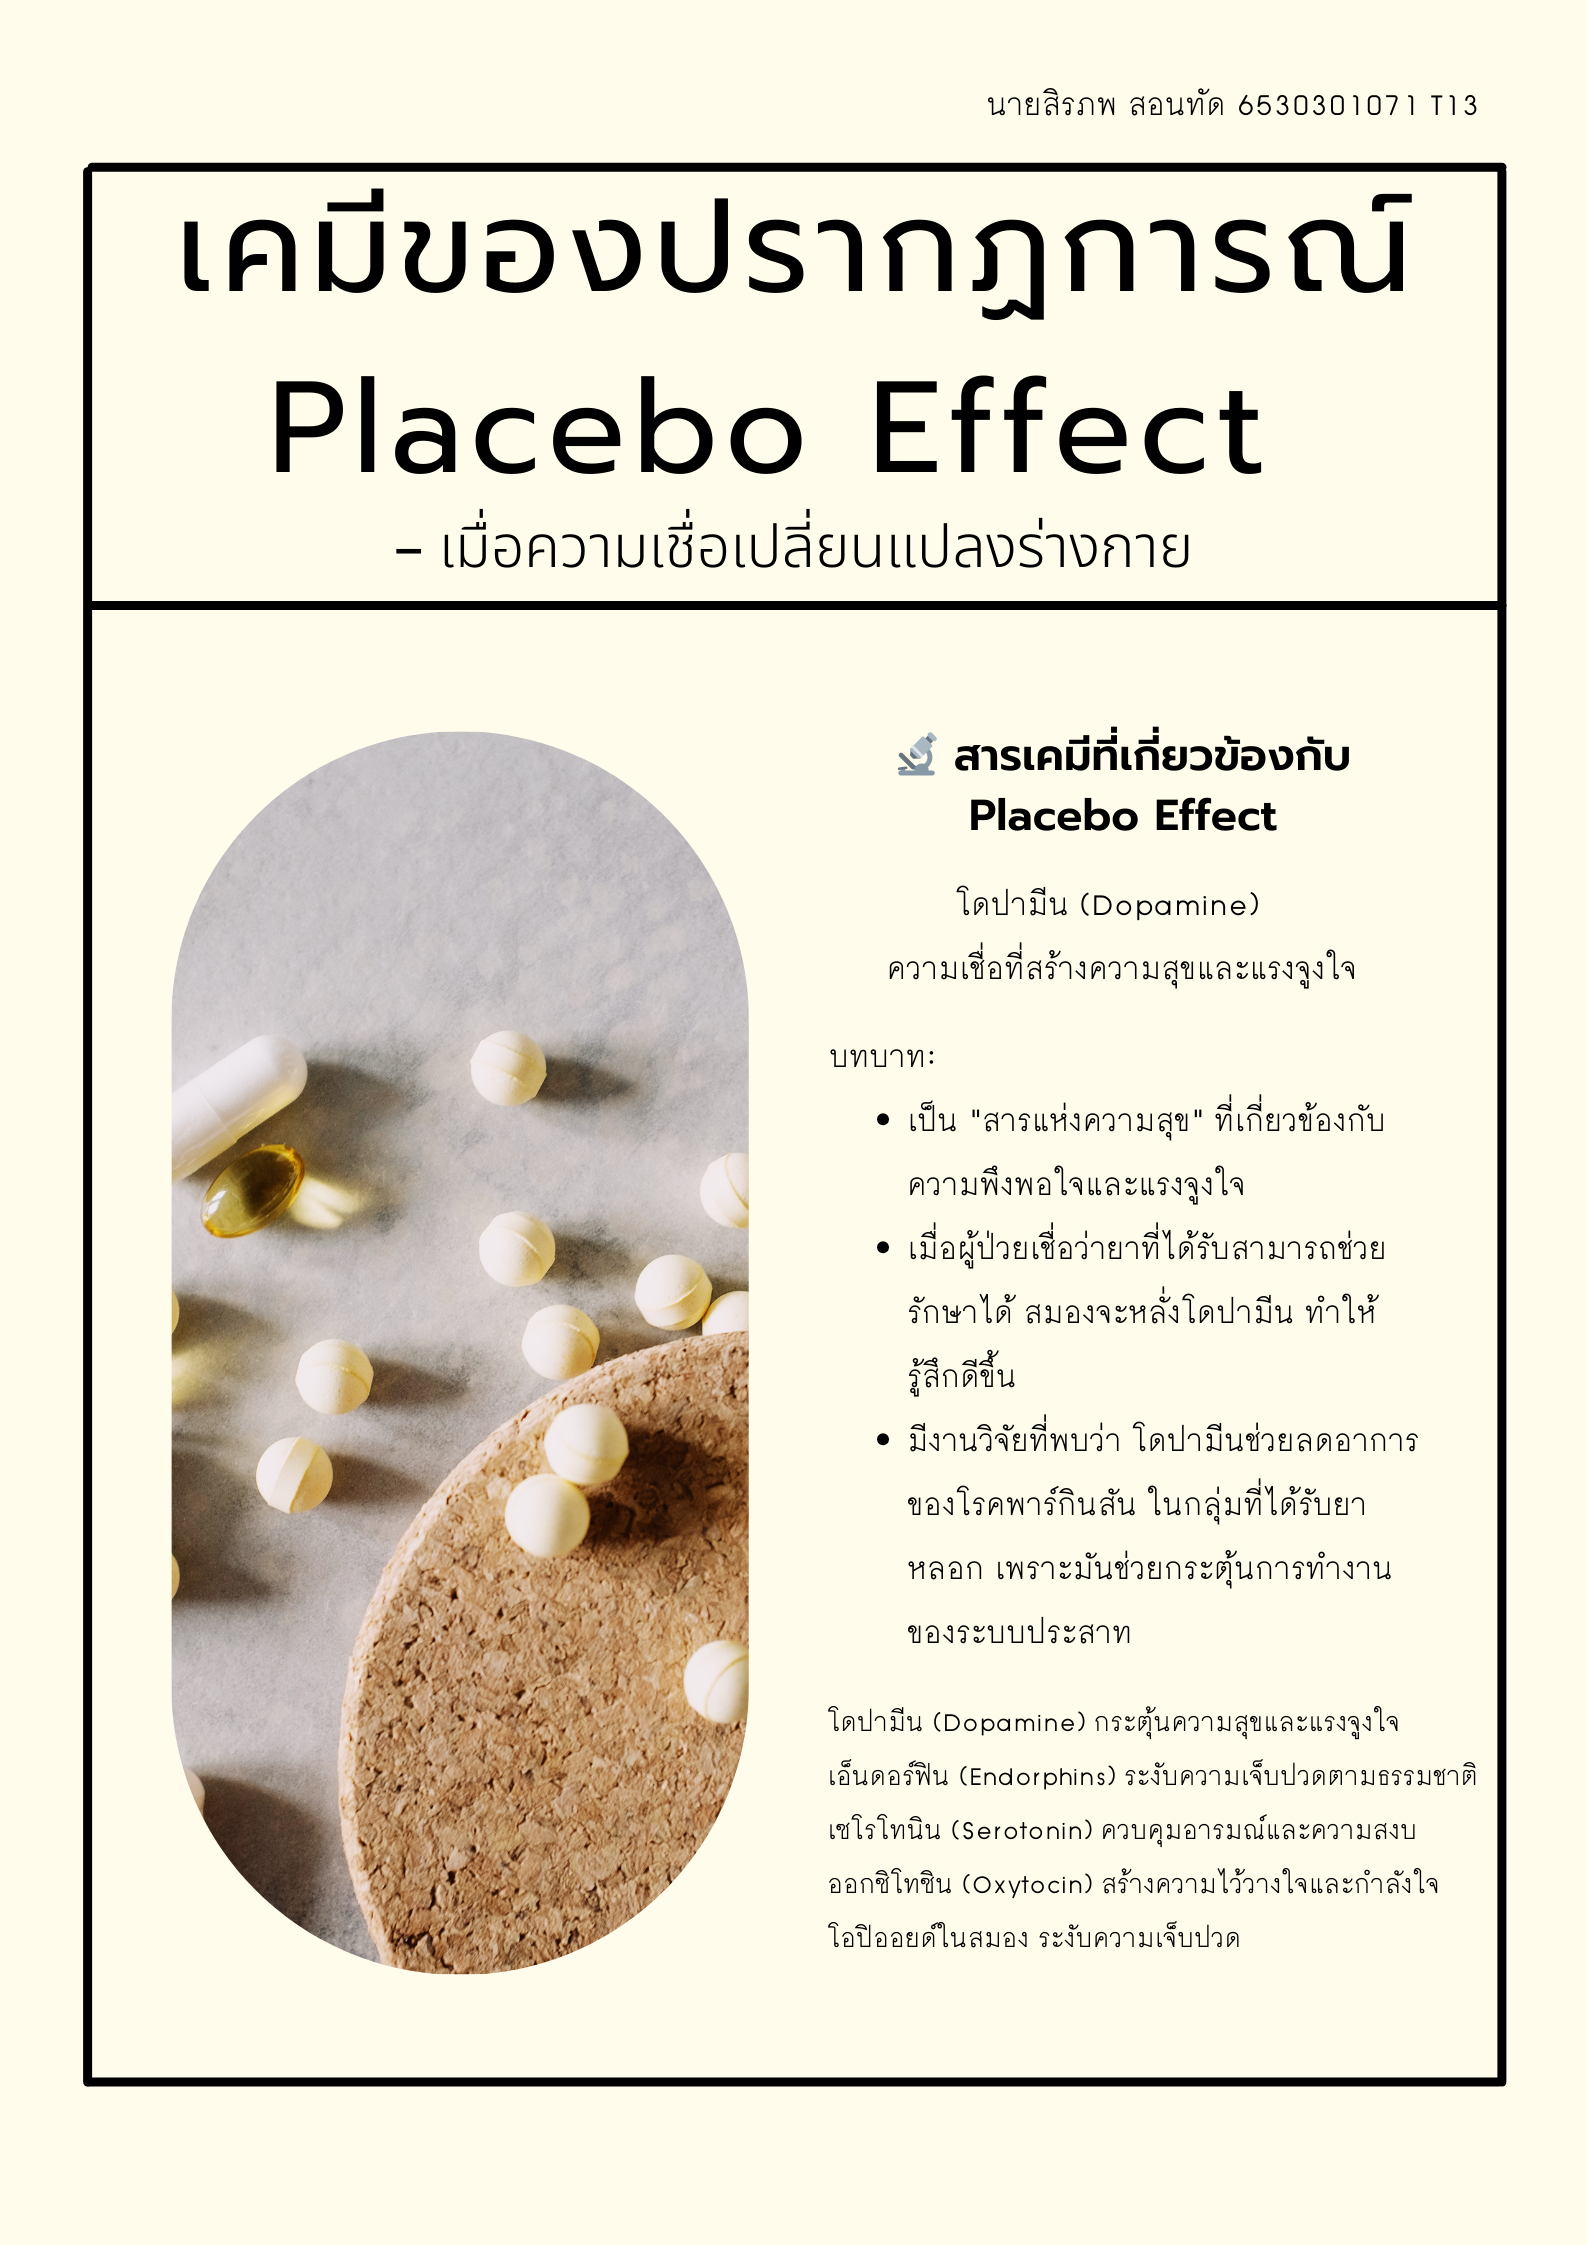 นายสิรภพ สอนทัด 6530301071 T13
เคมีของปรากฏการณ์
Placebo Effect
– เมื่อความเชื่อเปลี่ยนแปลงร่างกาย
🔬 สารเคมีที่เกี่ยวข้องกับ
Placebo Effect
โดปามีน (Dopamine)
ความเชื่อที่สร้างความสุขและแรงจูงใจ
บทบาท:
• เป็น "สารแห่งความสุข" ที่เกี่ยวข้องกับ
ความพึงพอใจและแรงจูงใจ
• เมื่อผู้ป่วยเชื่อว่ายาที่ได้รับสามารถช่วย
รักษาได้ สมองจะหลั่งโดปามีน ทำให้
รู้สึกดีขึ้น
• มีงานวิจัยที่พบว่า โดปามีนช่วยลดอาการ
ของโรคพาร์กินสัน ในกลุ่มที่ได้รับยา
หลอก เพราะมันช่วยกระตุ้นการทำงาน
ของระบบประสาท
โดปามีน (Dopamine) กระตุ้นความสุขและแรงจูงใจ
เอ็นดอร์ฟิน (Endorphins) ระงับความเจ็บปวดตามธรรมชาติ
เซโรโทนิน (Serotonin) ควบคุมอารมณ์และความสงบ
ออกซิโทซิน (Oxytocin) สร้างความไว้วางใจและกำลังใจ
โอปิออยด์ในสมอง ระงับความเจ็บปวด